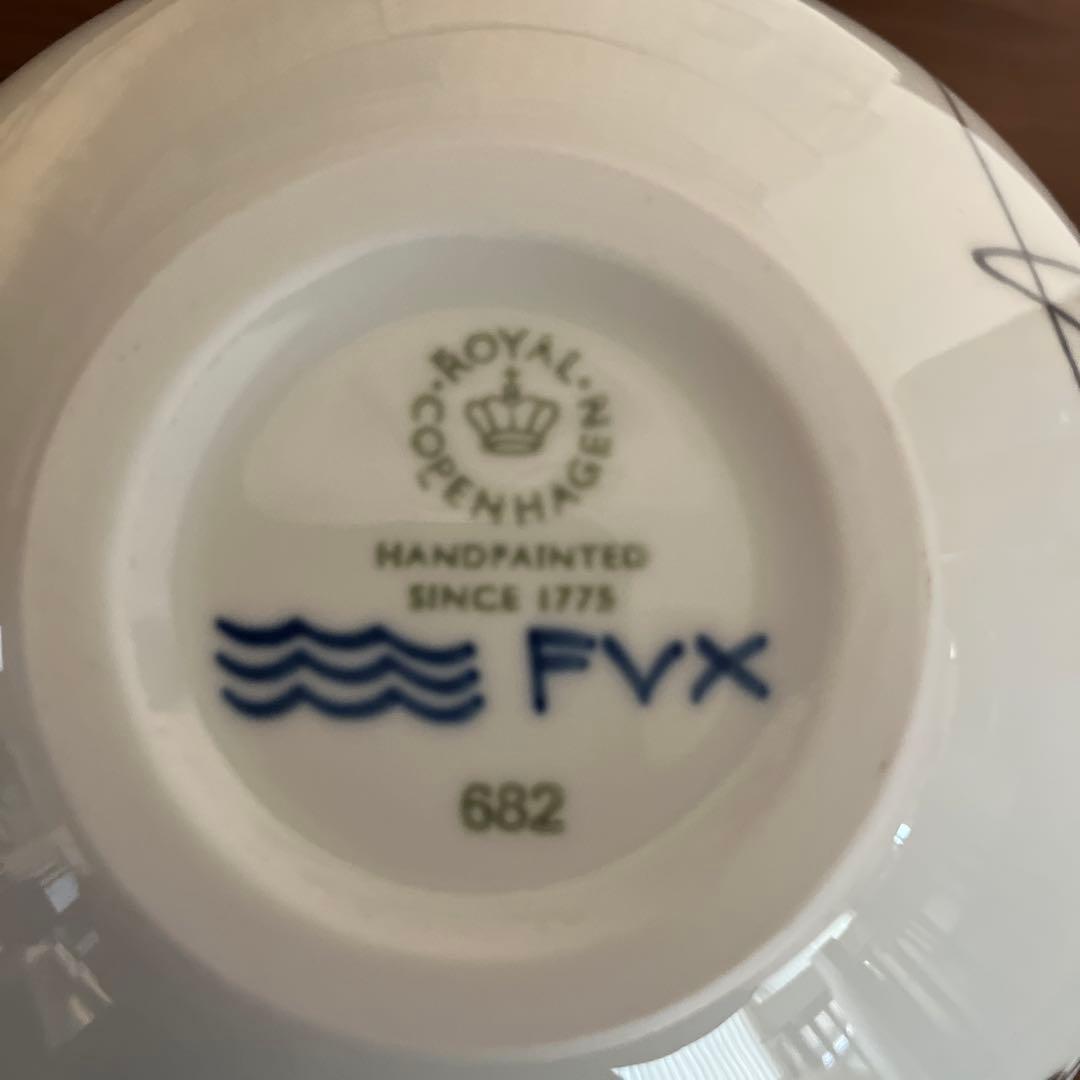 ROYAL
COPENHAGEN
HANDPAINTED
SINCE 1775
FVX
682